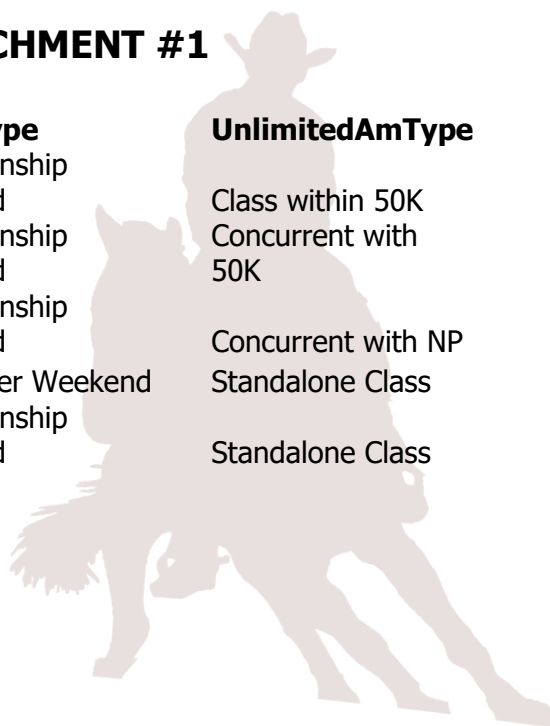 CHMENT #1
ype UnlimitedAmType
nship
d Class within 50K
nship Concurrent with
d 50K
nship
d Concurrent with NP
er Weekend Standalone Class
nship
d Standalone Class